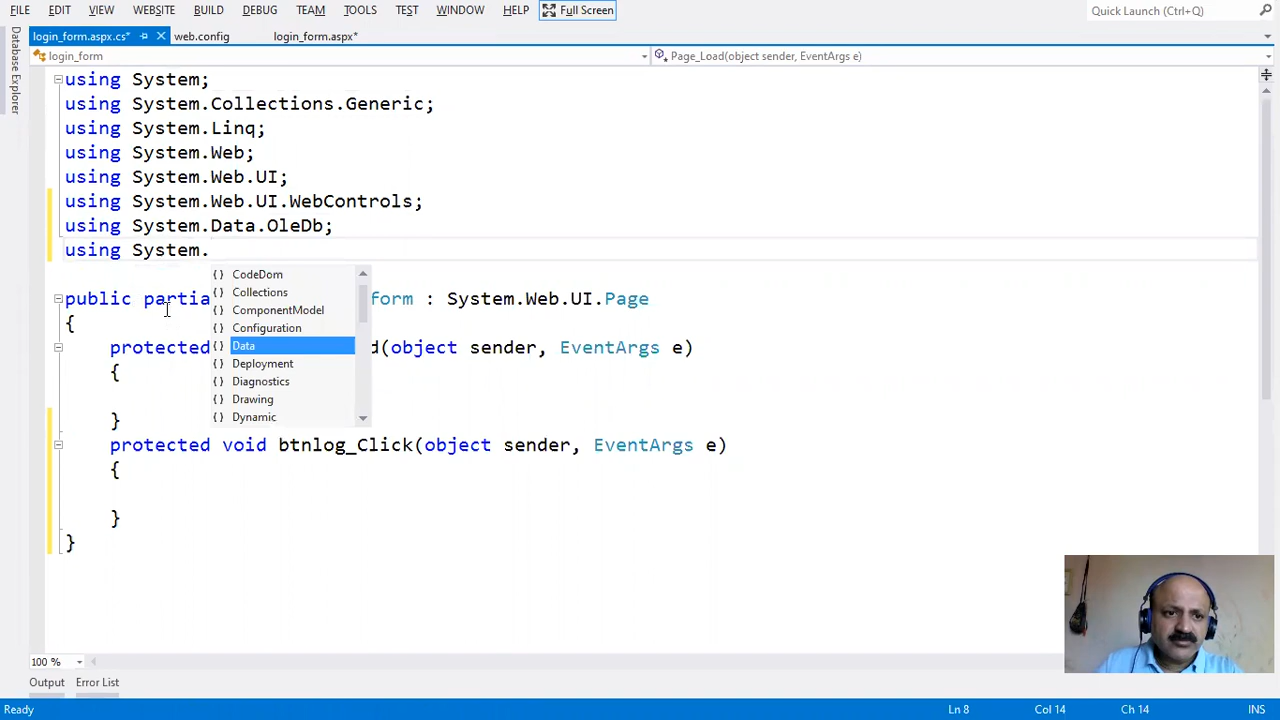 FILE EDIT VIEW WEBSITE BUILD DEBUG TEAM TOOLS TEST WINDOW HELP Full Screen Quick Launch (Ctrl+Q)
login_form.aspx.cs* web.config login_form.aspx*
Database Explorer
login_form Page_Load(object sender, EventArgs e)
using System;
using System.Collections.Generic;
using System.Linq;
using System.Web;
using System.Web.UI;
using System.Web.UI.WebControls;
using System.Data.OleDb;
using System.
{ } CodeDom
{ } Collections
{ } ComponentModel
{ } Configuration
{ } Data
{ } Deployment
{ } Diagnostics
{ } Drawing
{ } Dynamic
public partia form : System.Web.UI.Page
{
protected d(object sender, EventArgs e)
{
}
protected void btnlog_Click(object sender, EventArgs e)
{
}
}
100 %
Output Error List
Ready Ln 8 Col 14 Ch 14 INS